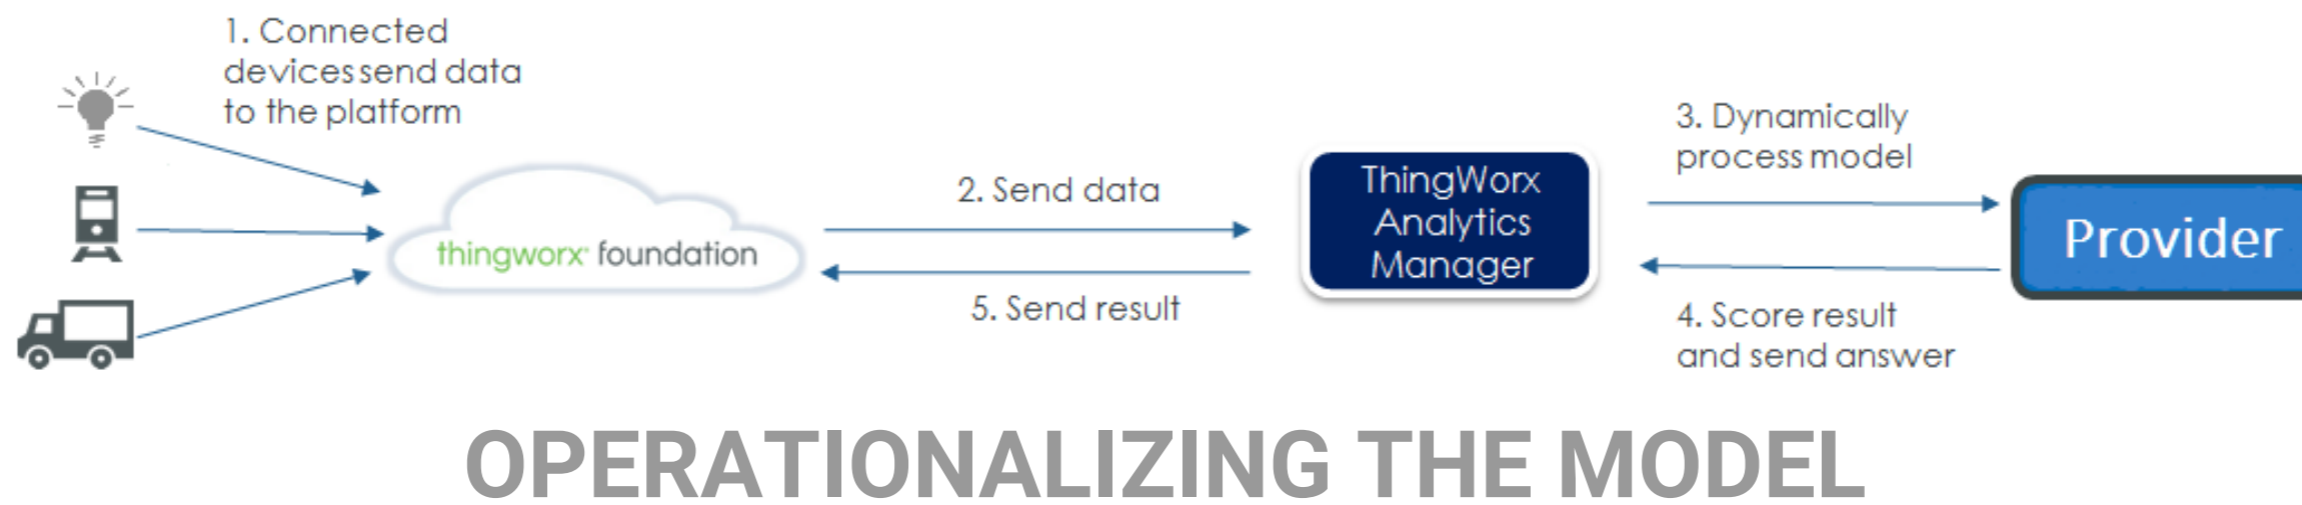 1. Connected
devices send data
to the platform
thingworx foundation
2. Send data
5. Send result
ThingWorx
Analytics
Manager
3. Dynamically
process model
4. Score result
and send answer
Provider
OPERATIONALIZING THE MODEL